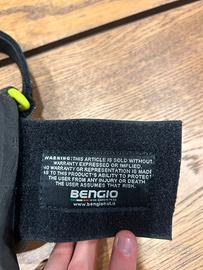 WARNING: THIS ARTICLE IS SOLD WITHOUT
WARRANTY EXPRESSED OR IMPLIED.
NO WARRANTY OR REPRESENTATION IS MADE
AS TO THIS PRODUCT'S ABILITY TO PROTECT
THE USER FROM ANY INJURY OR DEATH
THE USER ASSUMES THAT RISK.
BENGIO
www.bengiohut.it